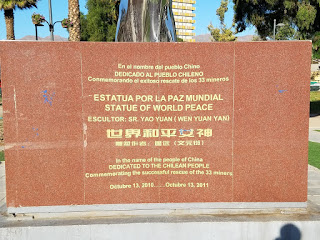 En el nombre del pueblo China
DEDICADO AL PUEBLO CHILENO
Commemorando el exitoso rescate de los 33 mineros
ESTATUA POR LA PAZ MUNDIAL
STATUE OF WORLD PEACE
ESCULTOR: SR. YAO YUAN ( WEN YUAN YAN)
世界和平女神
In the name of the people of China
DEDICATED TO THE CHILEAN PEOPLE
Commemorating the successful rescue of the 33 miners
Octubre 13, 2010 ...... Octubre 13, 2011